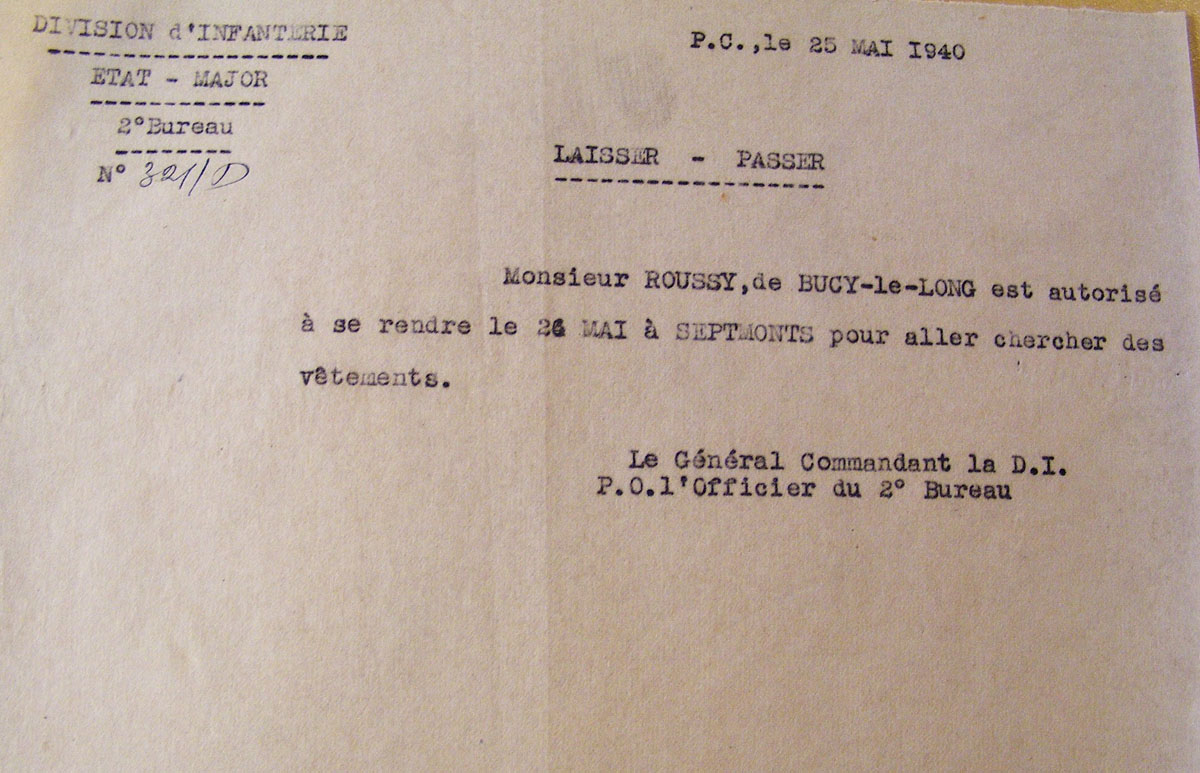 DIVISION d'INFANTERIE
P.C.,le 25 MAI 1940
ETAT - MAJOR
2°Bureau
N° 321/D
LAISSER - PASSER
Monsieur ROUSSY,de BUCY-le-LONG est autorisé
à se rendre le 26 MAI à SEPTMONTS pour aller chercher des
vêtements.
Le Général Commandant la D.I.
P.O.l'Officier du 2° Bureau